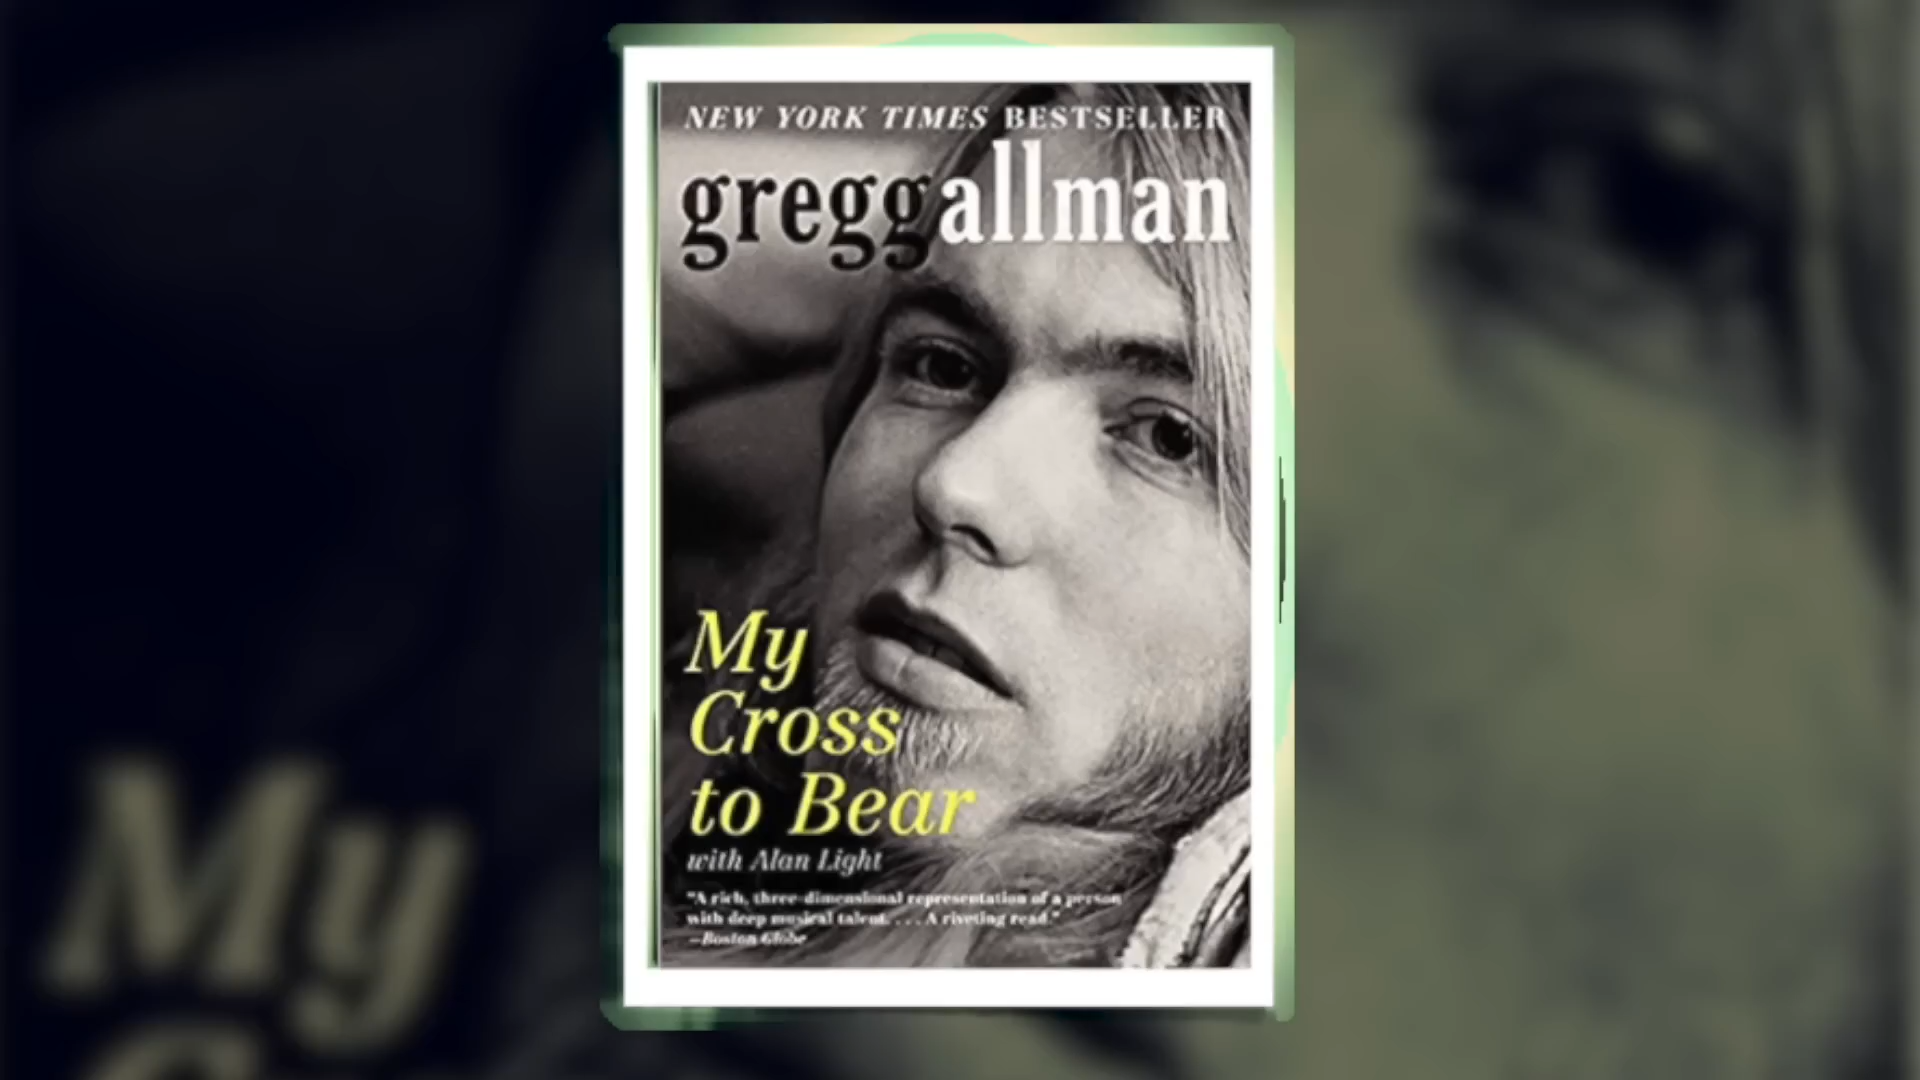 NEW YORK TIMES BESTSELLER
greggallman
My
Cross
to Bear
with Alan Light
"A rich, three-dimensional representation of a person
with deep musical talent. . . . A riveting read."
—Boston Globe
My